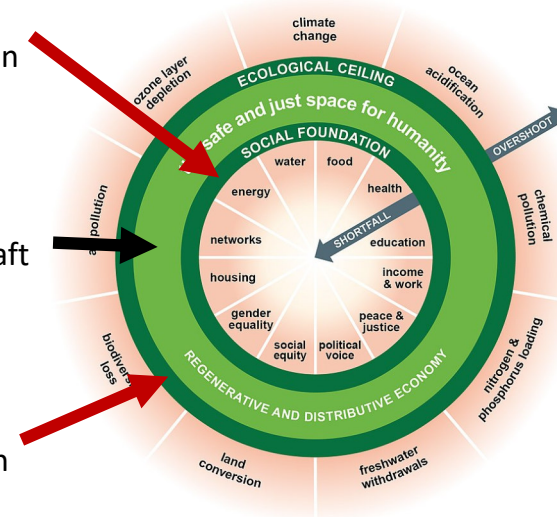 climate
change
ozone layer
depletion
ocean
acidification
ECOLOGICAL CEILING
safe and just space for humanity
SOCIAL FOUNDATION
OVERSHOOT
water
food
energy
health
SHORTFALL
networks
education
housing
income
& work
gender
equality
peace &
justice
social
equity
political
voice
REGENERATIVE AND DISTRIBUTIVE ECONOMY
pollution
chemical
pollution
biodivers
loss
nitrogen &
phosphorus loading
land
conversion
freshwater
withdrawals
n
aft
n